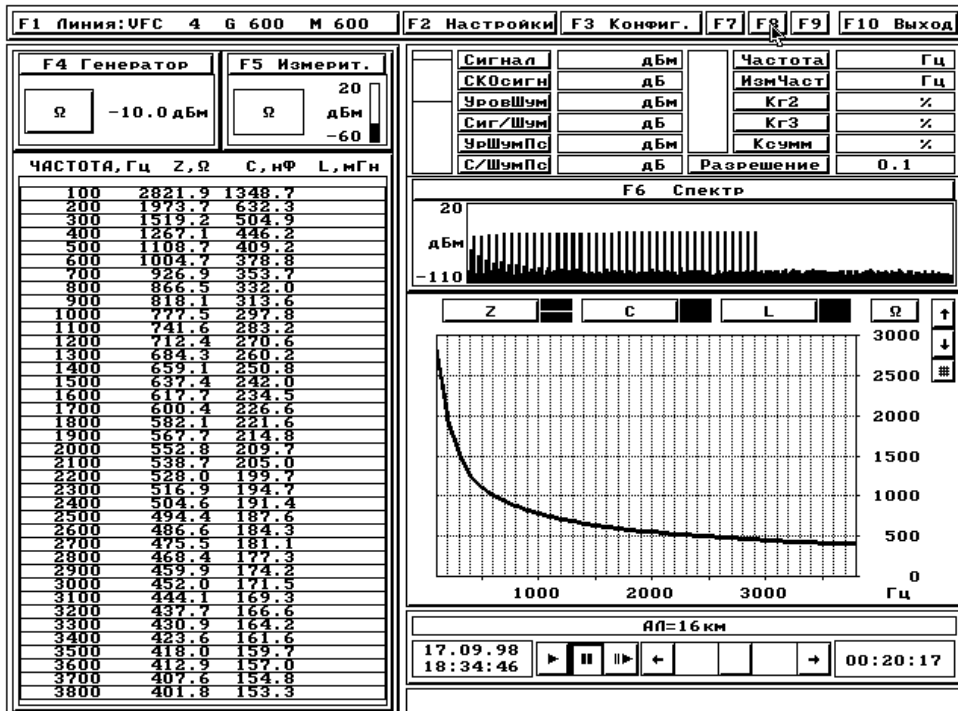 F1 Линия:VFC 4 G 600 M 600 F2 Настройки F3 Конфиг. F7 F8 F9 F10 Выход
F4 Генератор
Ω -10.0 дБм
F5 Измерит.
Ω 20 дБм -60
ЧАСТОТА,Гц Z,Ω C,нФ L,мГн
100 2821.9 1348.7
200 1973.7 632.3
300 1519.2 504.9
400 1267.1 446.2
500 1108.7 409.2
600 1004.7 378.8
700 926.9 353.7
800 866.5 332.0
900 818.1 313.6
1000 777.5 297.8
1100 741.6 283.2
1200 712.4 270.6
1300 684.3 260.2
1400 659.1 250.8
1500 637.4 242.0
1600 617.7 234.5
1700 600.4 226.6
1800 582.1 221.6
1900 567.7 214.8
2000 552.8 209.7
2100 538.7 205.0
2200 528.0 199.7
2300 516.9 194.7
2400 504.6 191.4
2500 494.4 187.6
2600 486.6 184.3
2700 475.5 181.1
2800 468.4 177.3
2900 459.9 174.2
3000 452.0 171.5
3100 444.1 169.3
3200 437.7 166.6
3300 430.9 164.2
3400 423.6 161.6
3500 418.0 159.7
3600 412.9 157.0
3700 407.6 154.8
3800 401.8 153.3
Сигнал дБм Частота Гц
СКОсигн дБ ИзмЧаст Гц
УровШум дБм Кг2 %
Сиг/Шум дБ Кг3 %
УрШумПс дБм Ксумм %
С/ШумПс дБ Разрешение 0.1
F6 Спектр
20
дБм
-110
Z C L Ω
3000
2500
2000
1500
1000
500
0
1000 2000 3000 Гц
АЛ=16км
17.09.98
18:34:46
00:20:17